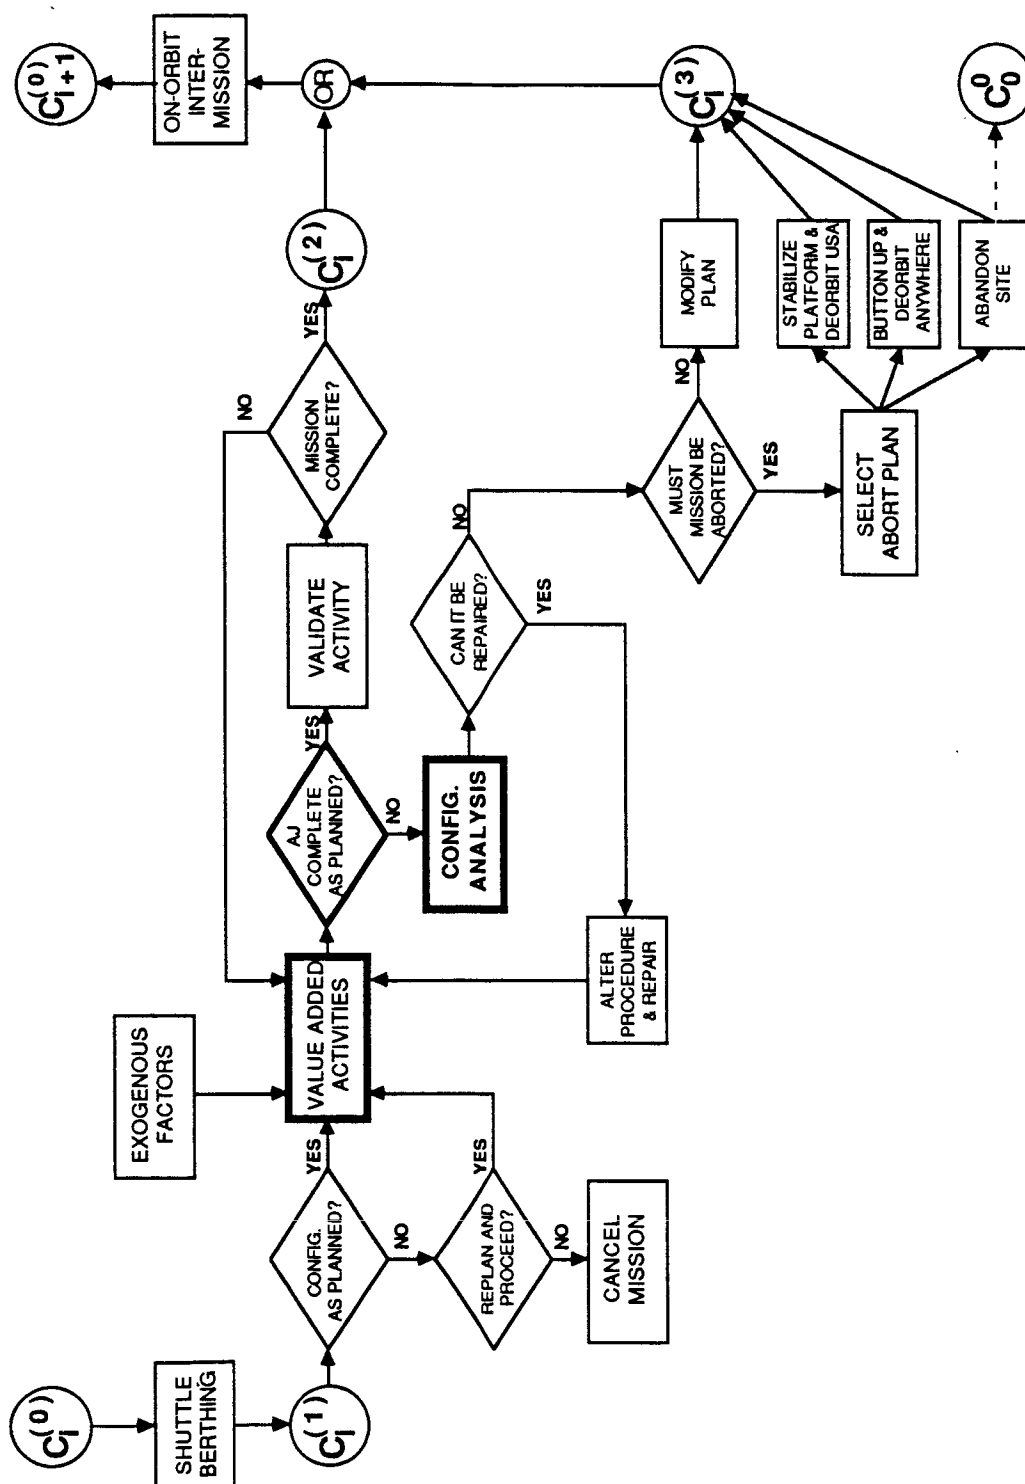 C_I^(0)
SHUTTLE
BERTHING
C_I^(1)
CONFIG.
AS PLANNED?
YES
NO
REPLAN AND
PROCEED?
YES
NO
CANCEL
MISSION
EXOGENOUS
FACTORS
VALUE ADDED
ACTIVITIES
AJ
COMPLETE
AS PLANNED?
YES
NO
CONFIG.
ANALYSIS
ALTER
PROCEDURE
& REPAIR
VALIDATE
ACTIVITY
CAN IT BE
REPAIRED?
YES
NO
MISSION
COMPLETE?
NO
YES
MUST
MISSION BE
ABORTED?
NO
YES
SELECT
ABORT PLAN
C_I^(2)
MODIFY
PLAN
STABILIZE
PLATFORM &
DEORBIT USA
BUTTON UP &
DEORBIT
ANYWHERE
ABANDON
SITE
OR
C_I^(3)
C_0^0
ON-ORBIT
INTER-
MISSION
C_I+1^(0)